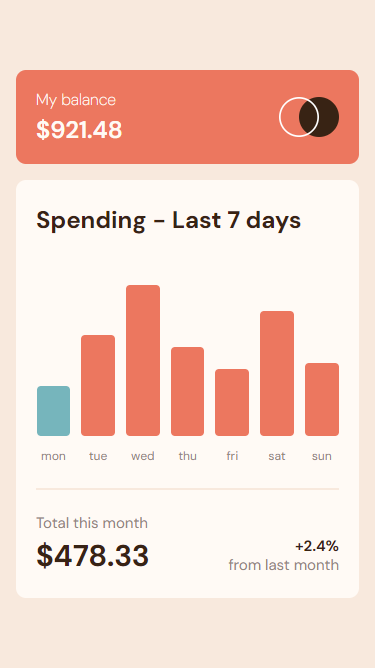 My balance
$921.48
Spending - Last 7 days
mon tue wed thu fri sat sun
Total this month
$478.33
+2.4%
from last month